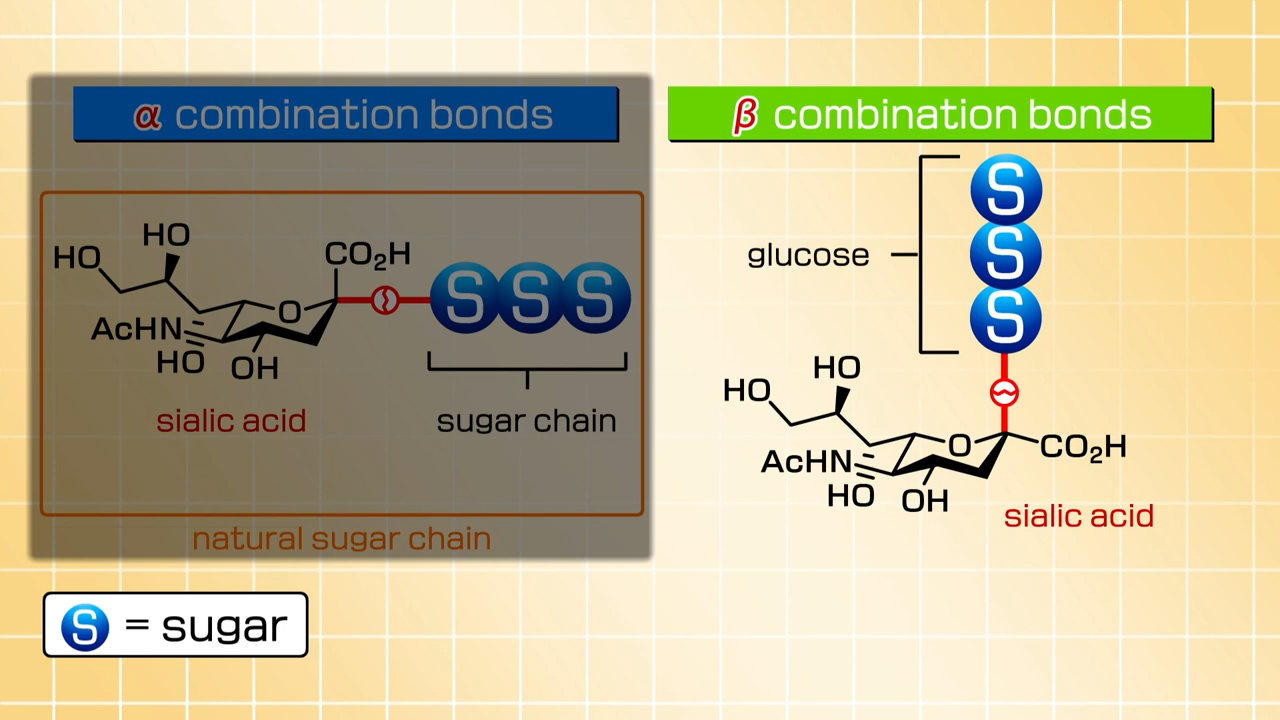 α combination bonds
HO
HO
CO₂H
O
S S S
AcHN
HO
OH
sialic acid
sugar chain
natural sugar chain
β combination bonds
S
S
S
glucose
HO
HO
O
CO₂H
AcHN
HO
OH
sialic acid
S = sugar